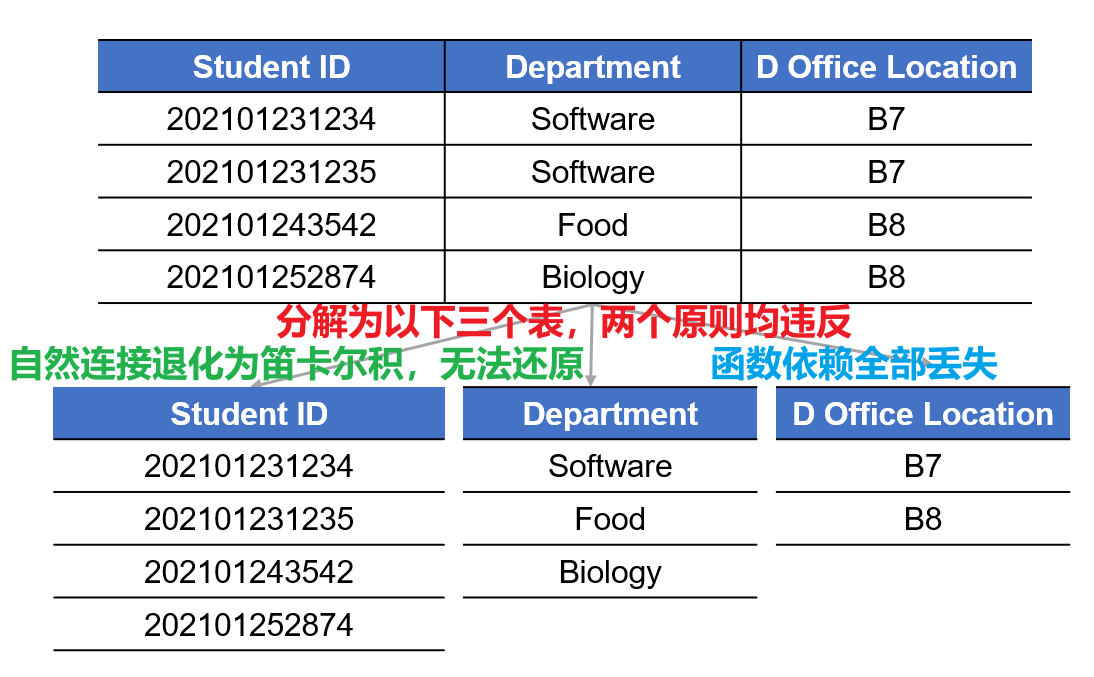 Student ID Department D Office Location
202101231234 Software B7
202101231235 Software B7
202101243542 Food B8
202101252874 Biology B8
分解为以下三个表，两个原则均违反
自然连接退化为笛卡尔积，无法还原 函数依赖全部丢失
Student ID Department D Office Location
202101231234 Software B7
202101231235 Food B8
202101243542 Biology
202101252874